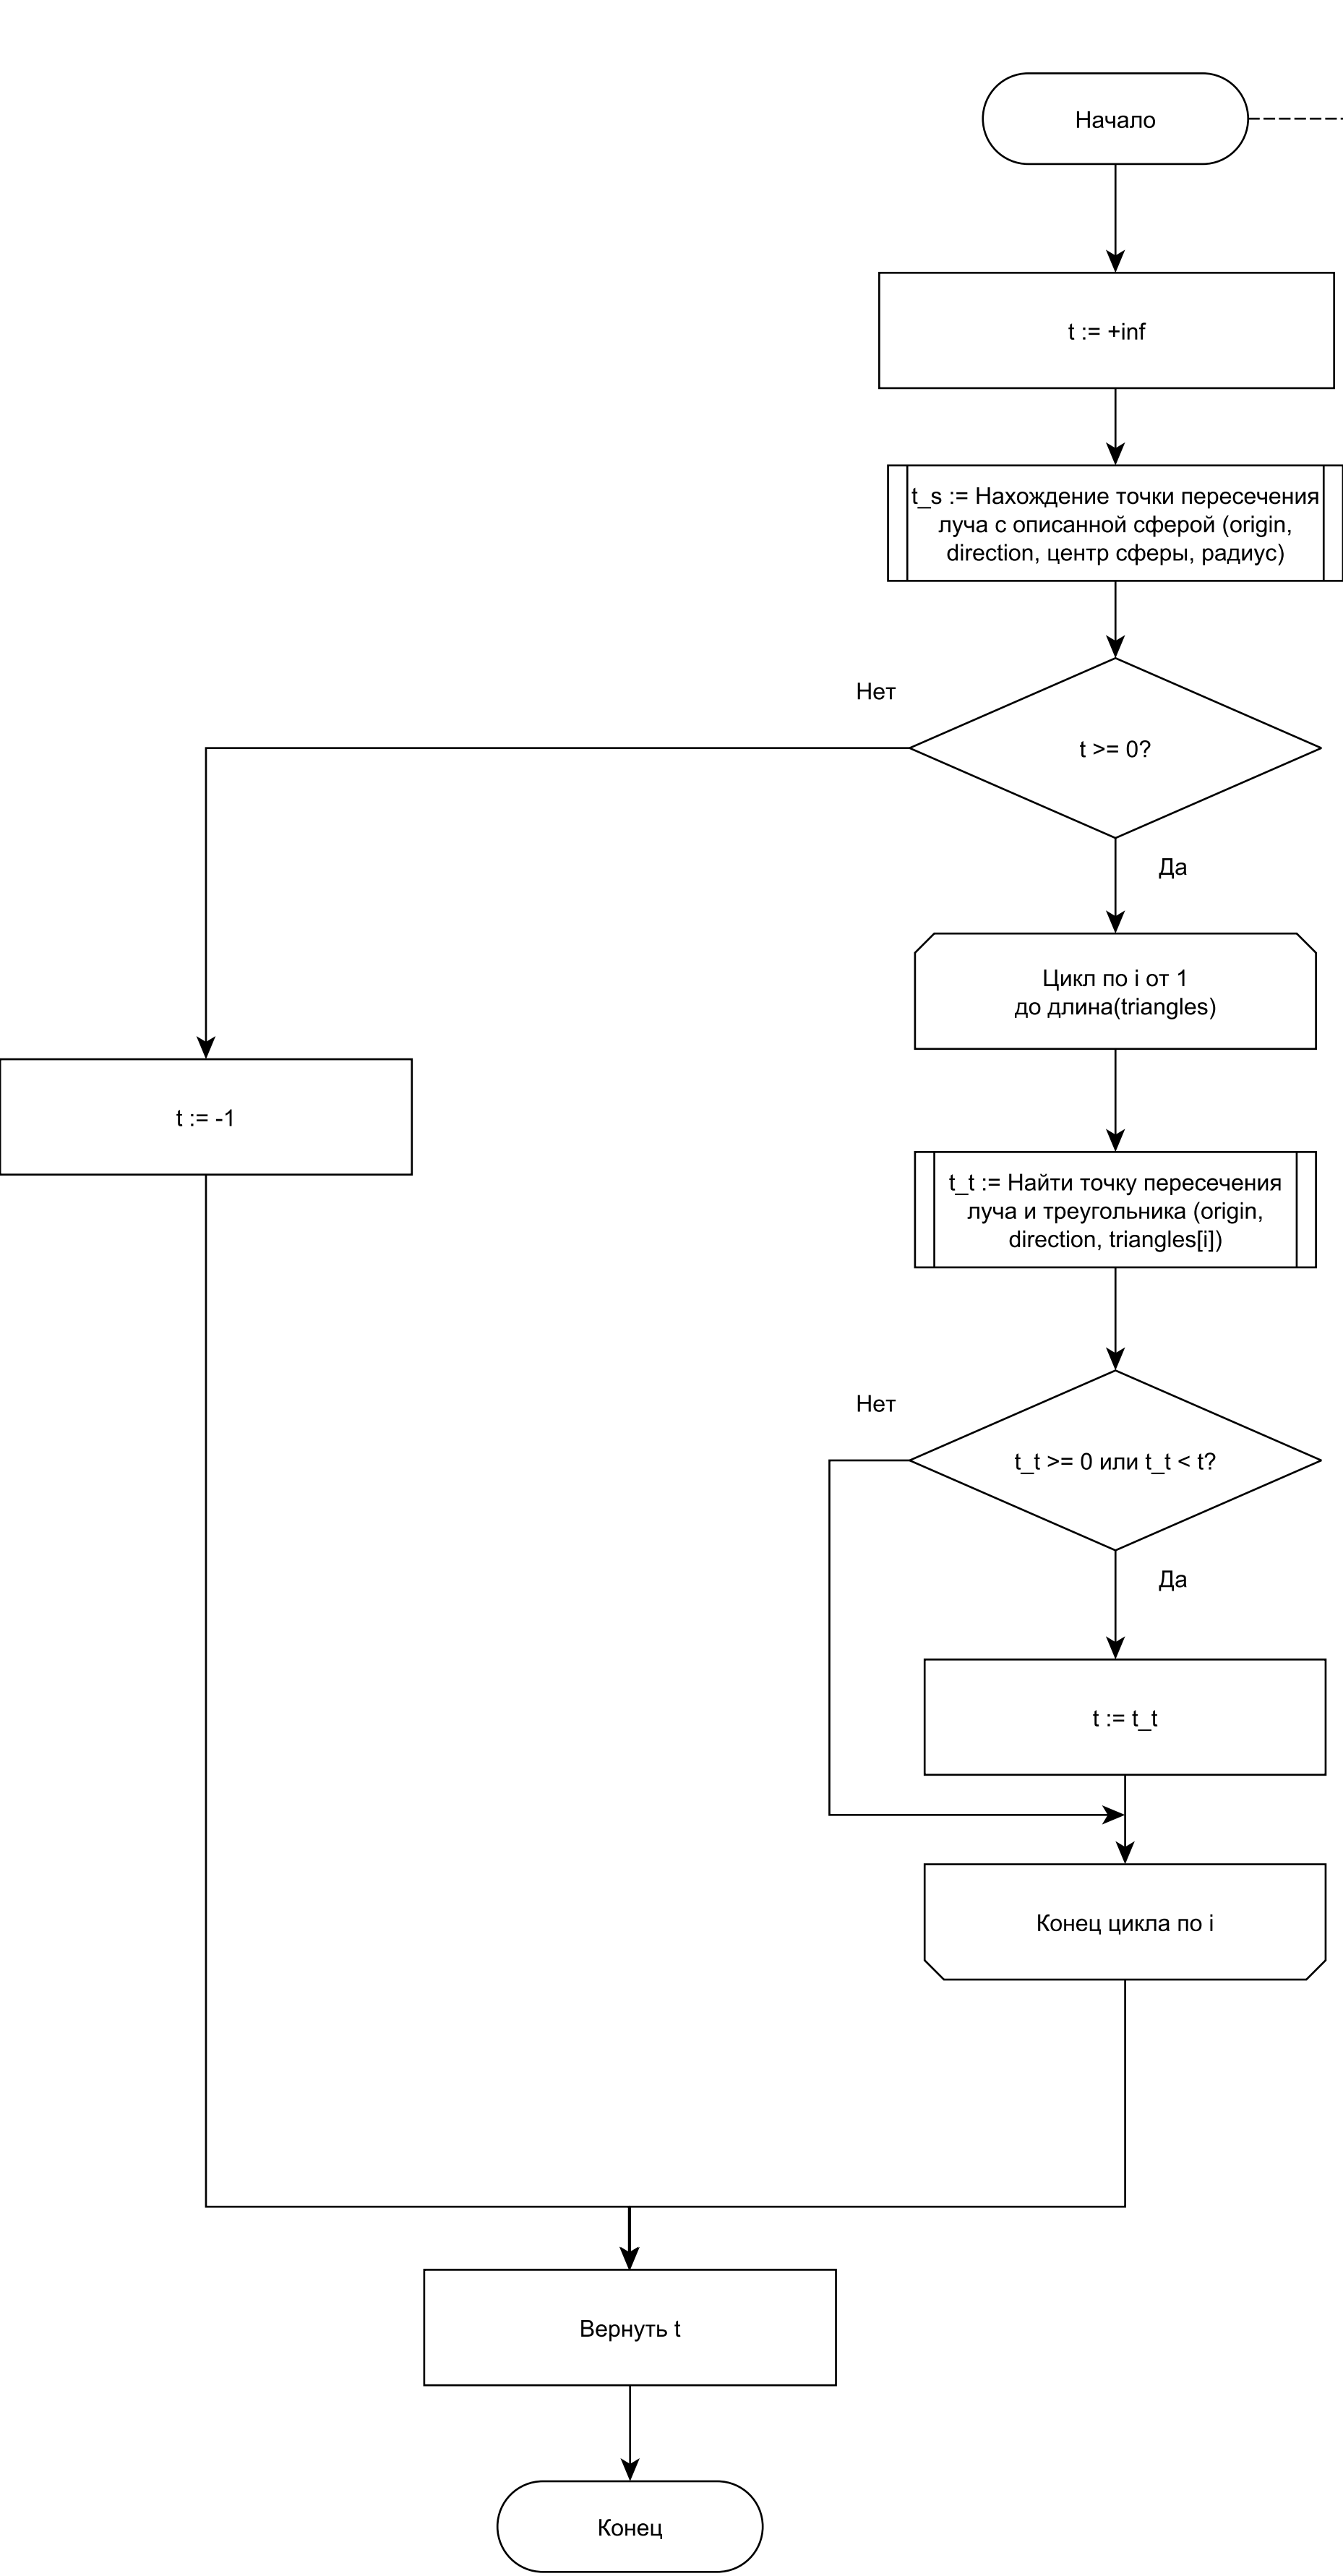 Начало
t := +inf
t_s := Нахождение точки пересечения
луча с описанной сферой (origin,
direction, центр сферы, радиус)
Нет
t >= 0?
Да
Цикл по i от 1
до длина(triangles)
t := -1
t_t := Найти точку пересечения
луча и треугольника (origin,
direction, triangles[i])
Нет
t_t >= 0 или t_t < t?
Да
t := t_t
Конец цикла по i
Вернуть t
Конец